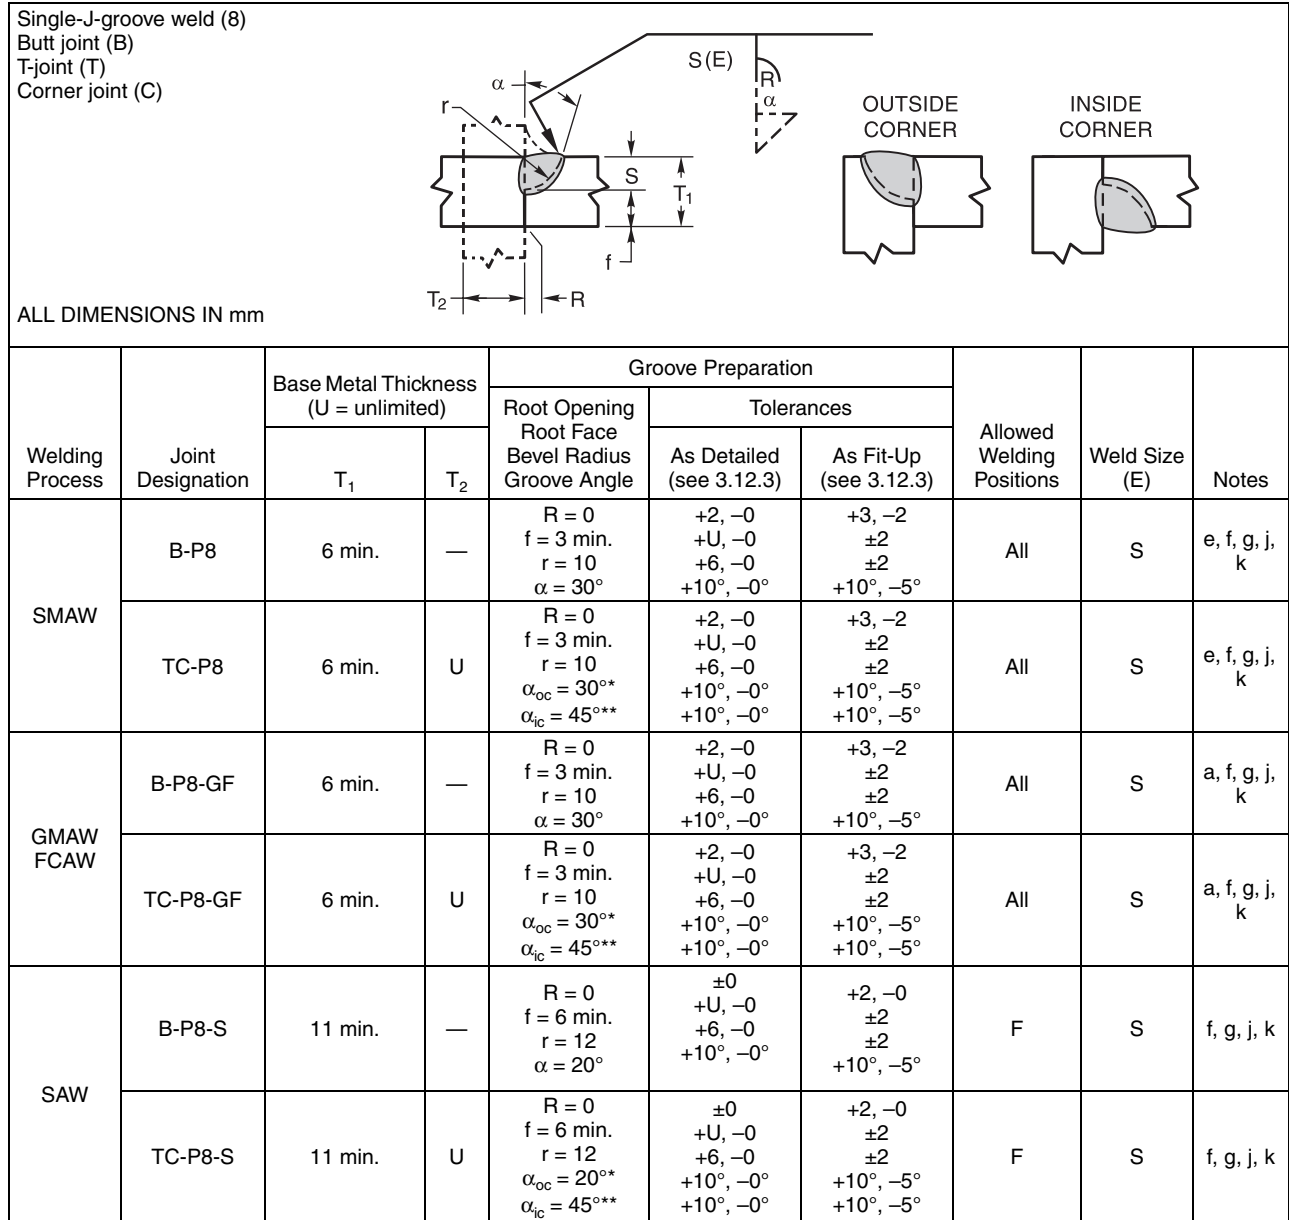 Single-J-groove weld (8)
Butt joint (B)
T-joint (T)
Corner joint (C)
ALL DIMENSIONS IN mm
α
r
S(E)
R
α
S
T₁
f
T₂
R
OUTSIDE
CORNER
INSIDE
CORNER
Welding
Process
Joint
Designation
Base Metal Thickness
(U = unlimited)
T₁
T₂
Groove Preparation
Root Opening
Root Face
Bevel Radius
Groove Angle
Tolerances
As Detailed
(see 3.12.3)
As Fit-Up
(see 3.12.3)
Allowed
Welding
Positions
Weld Size
(E)
Notes
SMAW
B-P8
6 min.
—
R = 0
f = 3 min.
r = 10
α = 30°
+2, –0
+U, –0
+6, –0
+10°, –0°
+3, –2
±2
±2
+10°, –5°
All
S
e, f, g, j,
k
TC-P8
6 min.
U
R = 0
f = 3 min.
r = 10
αoc = 30°*
αic = 45°**
+2, –0
+U, –0
+6, –0
+10°, –0°
+10°, –0°
+3, –2
±2
±2
+10°, –5°
+10°, –5°
All
S
e, f, g, j,
k
GMAW
FCAW
B-P8-GF
6 min.
—
R = 0
f = 3 min.
r = 10
α = 30°
+2, –0
+U, –0
+6, –0
+10°, –0°
+3, –2
±2
±2
+10°, –5°
All
S
a, f, g, j,
k
TC-P8-GF
6 min.
U
R = 0
f = 3 min.
r = 10
αoc = 30°*
αic = 45°**
+2, –0
+U, –0
+6, –0
+10°, –0°
+10°, –0°
+3, –2
±2
±2
+10°, –5°
+10°, –5°
All
S
a, f, g, j,
k
SAW
B-P8-S
11 min.
—
R = 0
f = 6 min.
r = 12
α = 20°
±0
+U, –0
+6, –0
+10°, –0°
+2, –0
±2
±2
+10°, –5°
F
S
f, g, j, k
TC-P8-S
11 min.
U
R = 0
f = 6 min.
r = 12
αoc = 20°*
αic = 45°**
±0
+U, –0
+6, –0
+10°, –0°
+10°, –0°
+2, –0
±2
±2
+10°, –5°
+10°, –5°
F
S
f, g, j, k